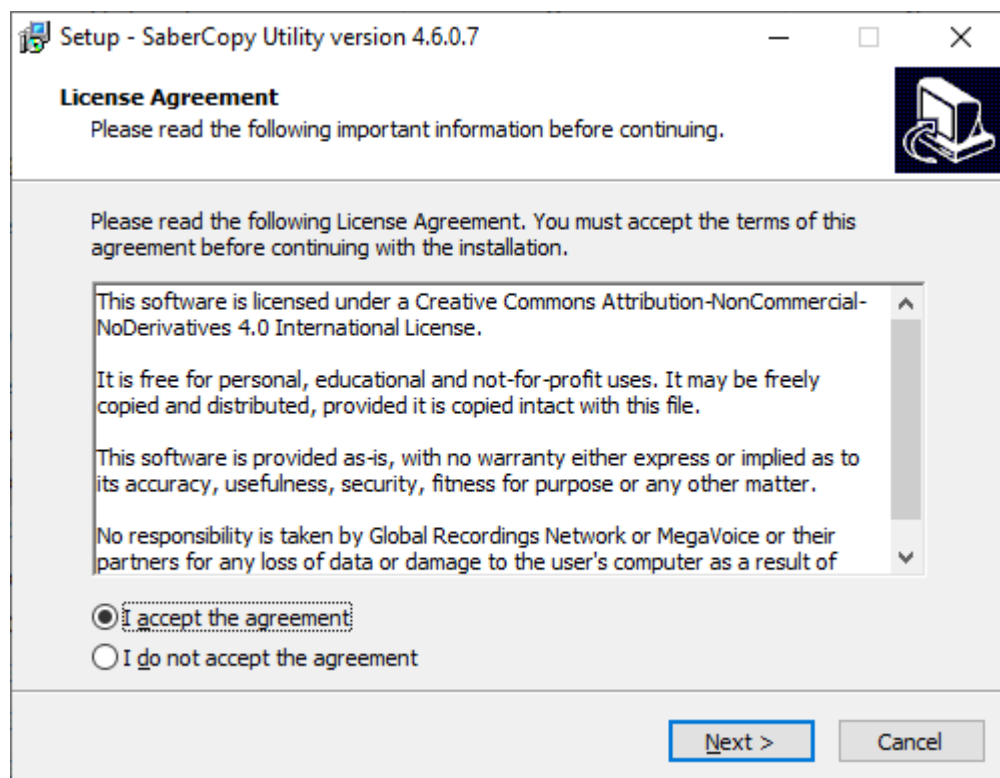 Setup - SaberCopy Utility version 4.6.0.7
License Agreement
Please read the following important information before continuing.
Please read the following License Agreement. You must accept the terms of this
agreement before continuing with the installation.
This software is licensed under a Creative Commons Attribution-NonCommercial-
NoDerivatives 4.0 International License.
It is free for personal, educational and not-for-profit uses. It may be freely
copied and distributed, provided it is copied intact with this file.
This software is provided as-is, with no warranty either express or implied as to
its accuracy, usefulness, security, fitness for purpose or any other matter.
No responsibility is taken by Global Recordings Network or MegaVoice or their
partners for any loss of data or damage to the user's computer as a result of
I accept the agreement
I do not accept the agreement
Next >
Cancel